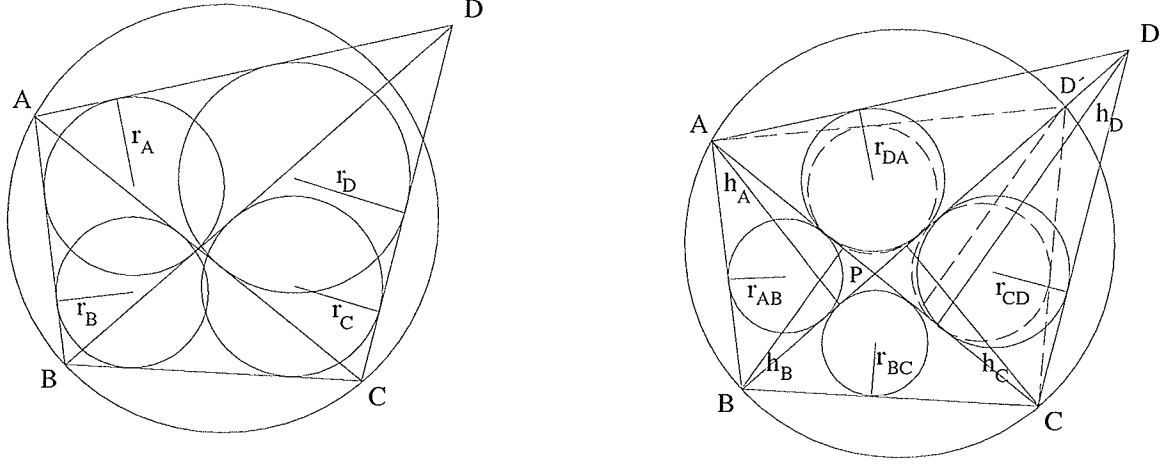 D
A
r_A
r_D
r_B
r_C
B
C
D
D´
A
h_D
r_DA
h_A
P
r_AB
r_CD
h_B
r_BC
h_C
B
C